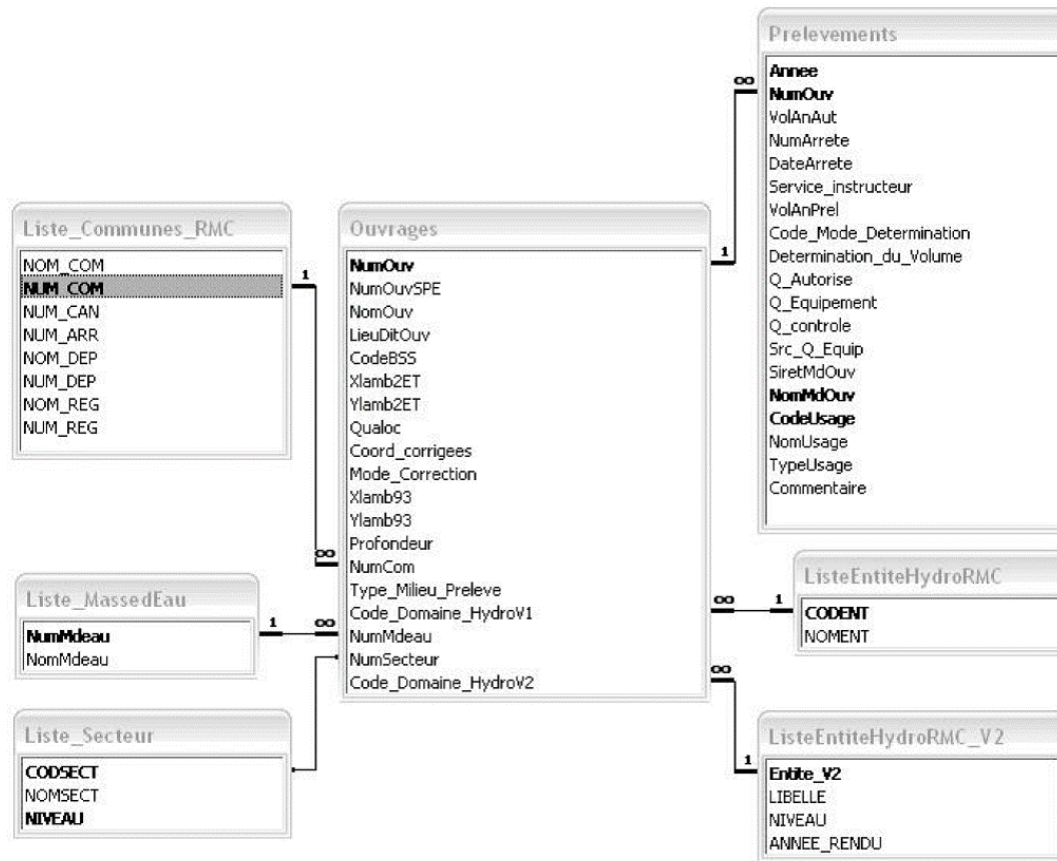 Liste_Communes_RMC
NOM_COM
NUM_COM
NUM_CAN
NUM_ARR
NOM_DEP
NUM_DEP
NOM_REG
NUM_REG
1
∞
Liste_MassedEau
NumMdeau
NomMdeau
1
∞
Liste_Secteur
CODSECT
NOMSECT
NIVEAU
Ouvrages
NumOuv
NumOuvSPE
NomOuv
LieuDitOuv
CodeBSS
Xlamb2ET
Ylamb2ET
Qualoc
Coord_corrigees
Mode_Correction
Xlamb93
Ylamb93
Profondeur
NumCom
Type_Milieu_Preleve
Code_Domaine_HydroV1
NumMdeau
NumSecteur
Code_Domaine_HydroV2
1
∞
Prelevements
Annee
NumOuv
VolAnAut
NumArrete
DateArrete
Service_instructeur
VolAnPrel
Code_Mode_Determination
Determination_du_Volume
Q_Autorise
Q_Equipement
Q_controle
Src_Q_Equip
SiretMdOuv
NomMdOuv
CodeUsage
NomUsage
TypeUsage
Commentaire
∞
1
ListeEntiteHydroRMC
CODENT
NOMENT
∞
1
ListeEntiteHydroRMC_V2
Entite_V2
LIBELLE
NIVEAU
ANNEE_RENDU